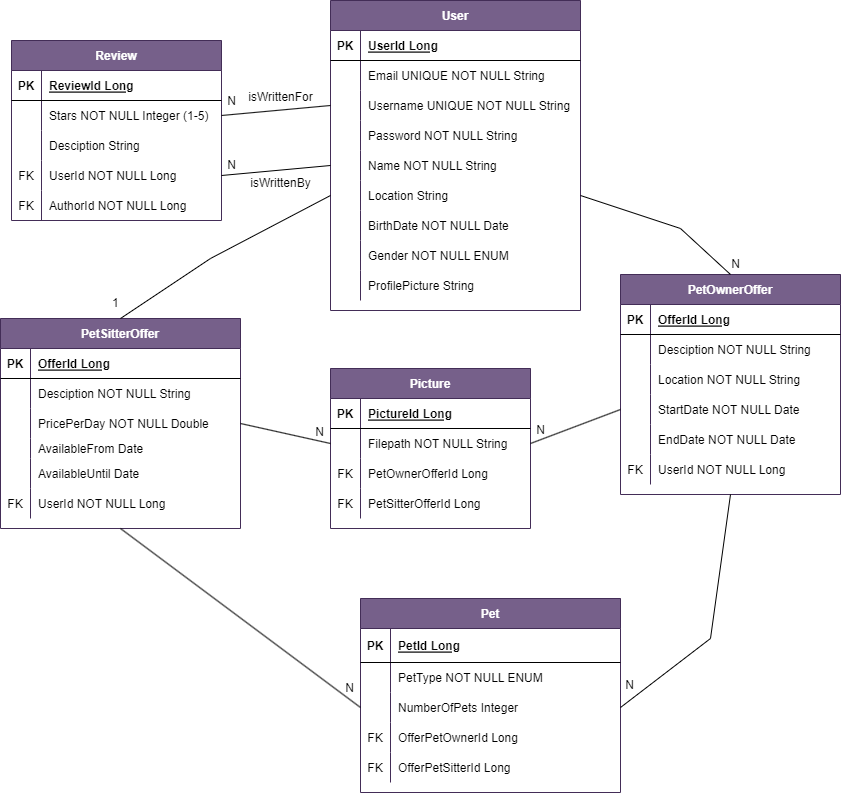 User
PK UserId Long
Email UNIQUE NOT NULL String
Username UNIQUE NOT NULL String
Password NOT NULL String
Name NOT NULL String
Location String
BirthDate NOT NULL Date
Gender NOT NULL ENUM
ProfilePicture String
Review
PK ReviewId Long
Stars NOT NULL Integer (1-5)
Desciption String
FK UserId NOT NULL Long
FK AuthorId NOT NULL Long
N isWrittenFor
N
isWrittenBy
1
N
PetSitterOffer
PK OfferId Long
Desciption NOT NULL String
PricePerDay NOT NULL Double
AvailableFrom Date
AvailableUntil Date
FK UserId NOT NULL Long
N
Picture
PK PictureId Long
Filepath NOT NULL String
FK PetOwnerOfferId Long
FK PetSitterOfferId Long
N
PetOwnerOffer
PK OfferId Long
Desciption NOT NULL String
Location NOT NULL String
StartDate NOT NULL Date
EndDate NOT NULL Date
FK UserId NOT NULL Long
N
Pet
PK PetId Long
PetType NOT NULL ENUM
NumberOfPets Integer
FK OfferPetOwnerId Long
FK OfferPetSitterId Long
N